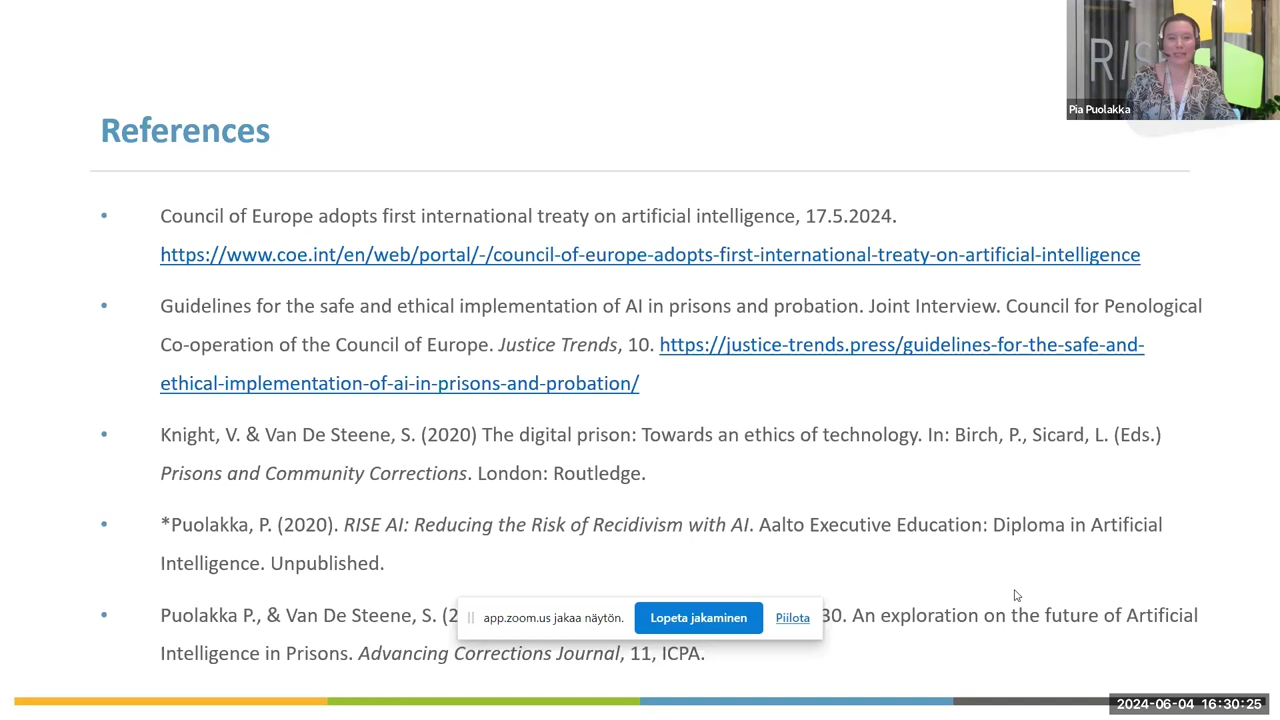 RIS
Pia Puolakka
References
• Council of Europe adopts first international treaty on artificial intelligence, 17.5.2024.
https://www.coe.int/en/web/portal/-/council-of-europe-adopts-first-international-treaty-on-artificial-intelligence
• Guidelines for the safe and ethical implementation of AI in prisons and probation. Joint Interview. Council for Penological
Co-operation of the Council of Europe. Justice Trends, 10. https://justice-trends.press/guidelines-for-the-safe-and-
ethical-implementation-of-ai-in-prisons-and-probation/
• Knight, V. & Van De Steene, S. (2020) The digital prison: Towards an ethics of technology. In: Birch, P., Sicard, L. (Eds.)
Prisons and Community Corrections. London: Routledge.
• *Puolakka, P. (2020). RISE AI: Reducing the Risk of Recidivism with AI. Aalto Executive Education: Diploma in Artificial
Intelligence. Unpublished.
• Puolakka P., & Van De Steene, S. (2 30. An exploration on the future of Artificial
app.zoom.us jakaa näytön. Lopeta jakaminen Piilota
Intelligence in Prisons. Advancing Corrections Journal, 11, ICPA.
2024-06-04 16:30:25